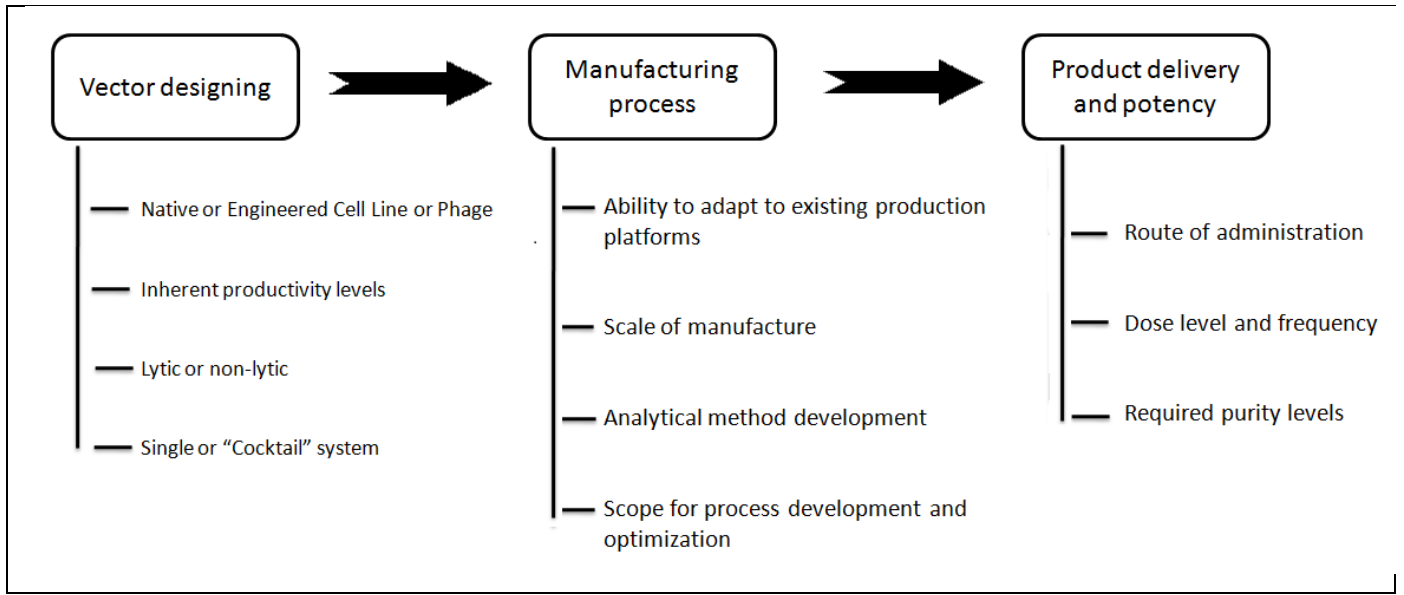 Vector designing
Native or Engineered Cell Line or Phage
Inherent productivity levels
Lytic or non-lytic
Single or “Cocktail” system
Manufacturing
process
Ability to adapt to existing production
platforms
Scale of manufacture
Analytical method development
Scope for process development and
optimization
Product delivery
and potency
Route of administration
Dose level and frequency
Required purity levels